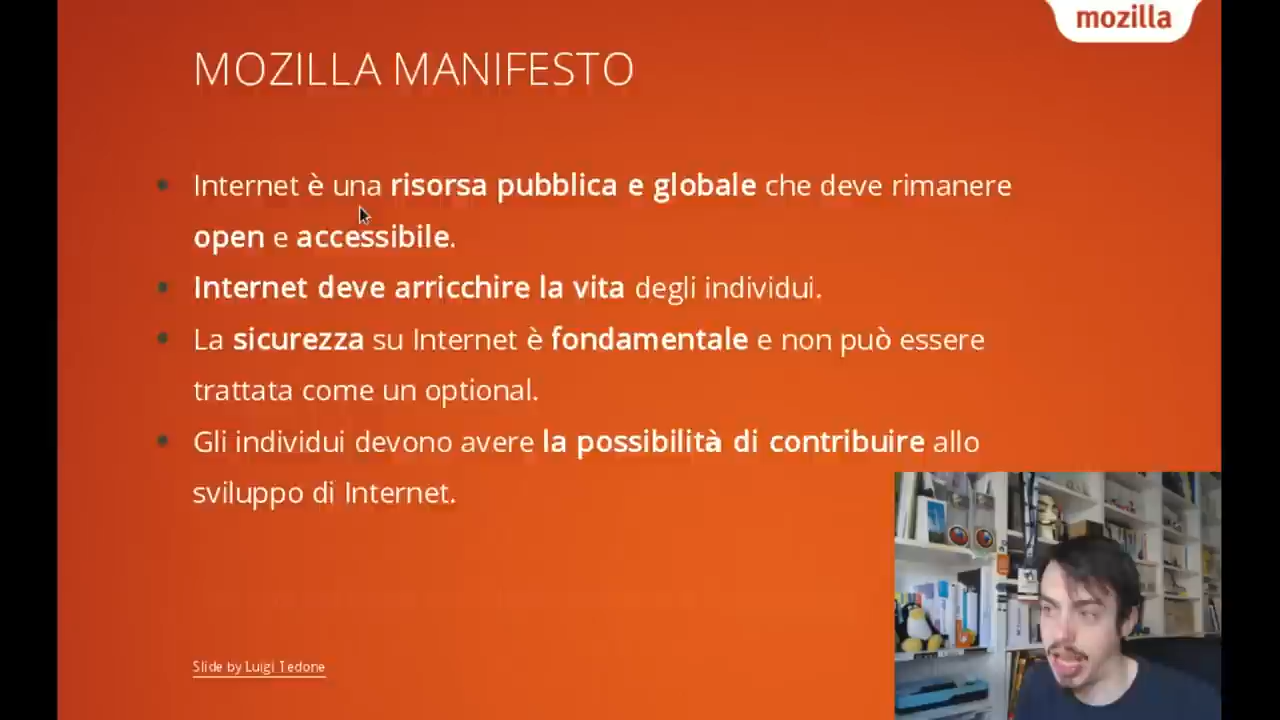 mozilla
MOZILLA MANIFESTO
Internet è una risorsa pubblica e globale che deve rimanere
open e accessibile.
Internet deve arricchire la vita degli individui.
La sicurezza su Internet è fondamentale e non può essere
trattata come un optional.
Gli individui devono avere la possibilità di contribuire allo
sviluppo di Internet.
Slide by Luigi Tedone